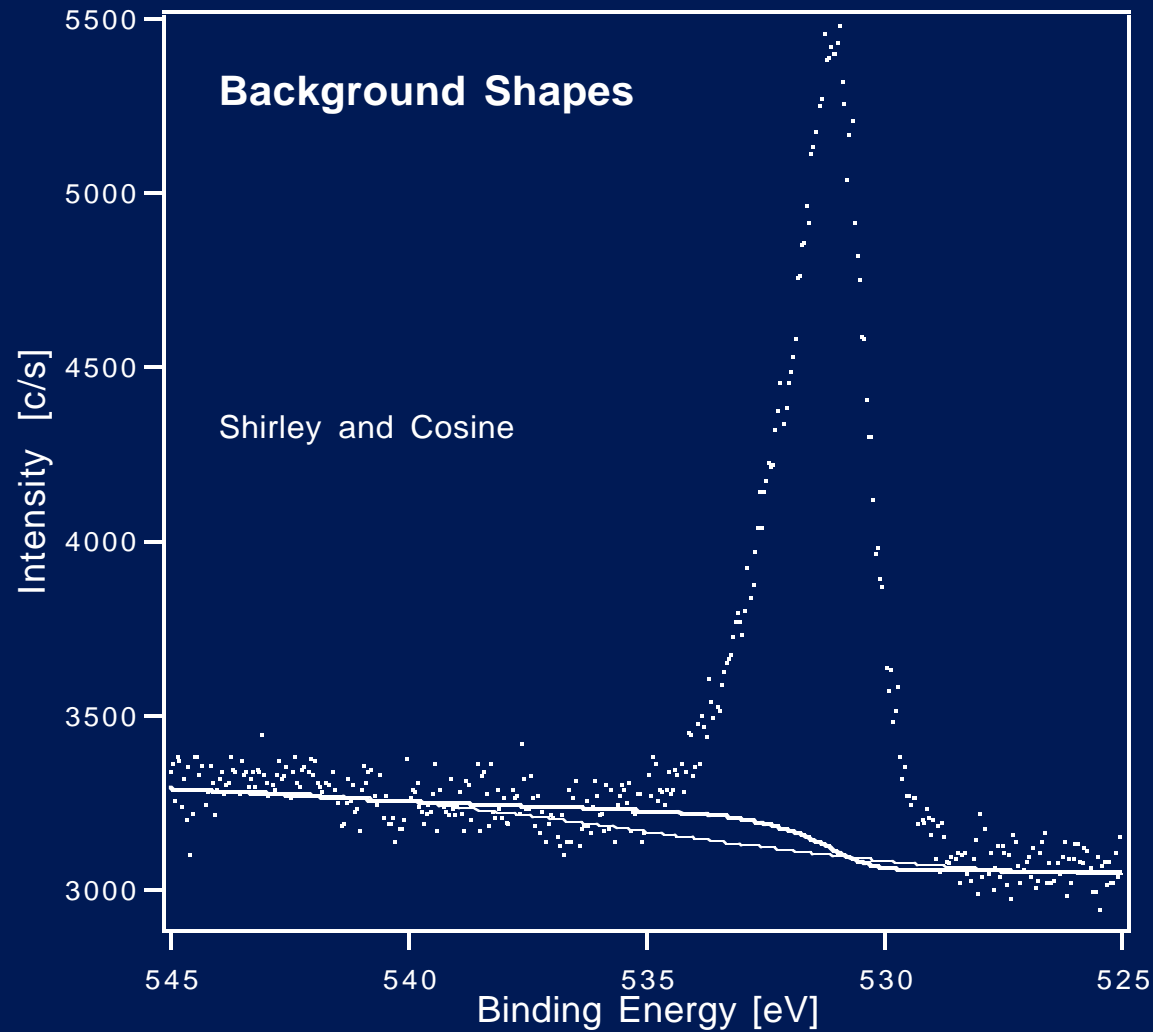 5500
Background Shapes
5000
4500
Shirley and Cosine
4000
3500
3000
Intensity [c/s]
545 540 535 530 525
Binding Energy [eV]